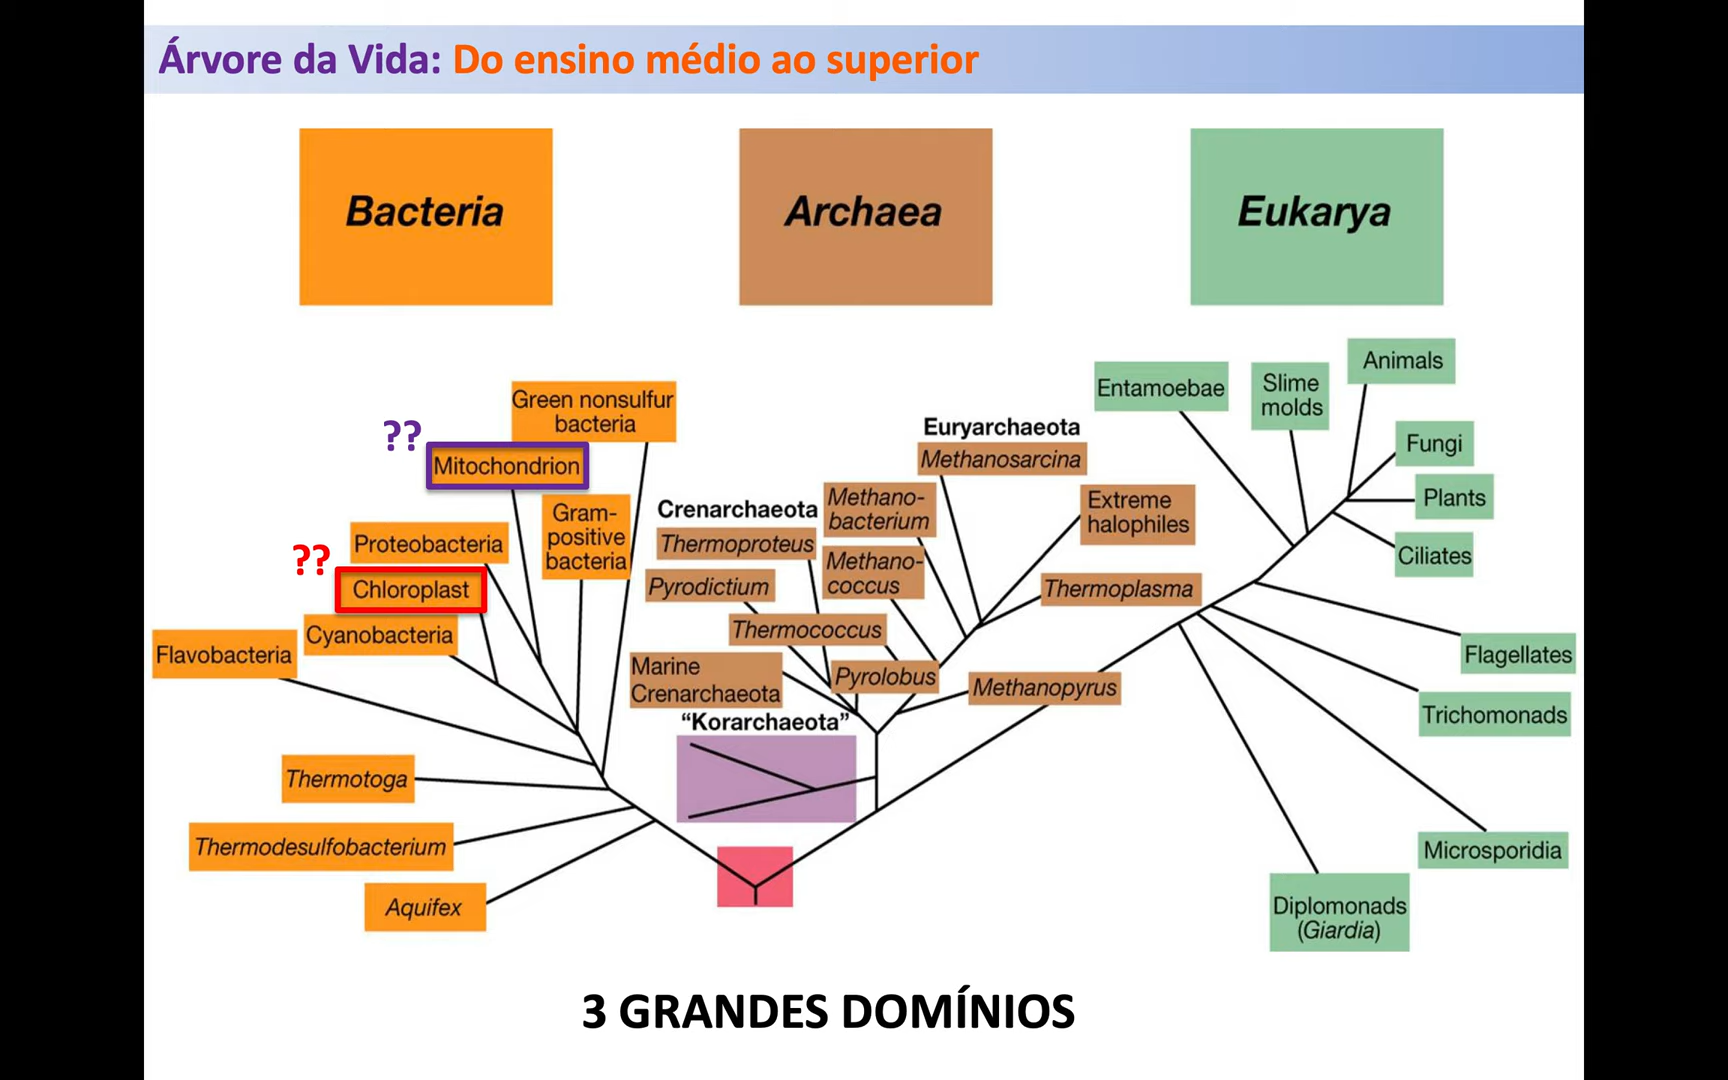 Árvore da Vida: Do ensino médio ao superior
Bacteria
Archaea
Eukarya
Green nonsulfur
bacteria
??
Mitochondrion
Gram-
positive
bacteria
Proteobacteria
??
Chloroplast
Cyanobacteria
Flavobacteria
Thermotoga
Thermodesulfobacterium
Aquifex
Crenarchaeota
Thermoproteus
Pyrodictium
Thermococcus
Marine
Crenarchaeota
Pyrolobus
"Korarchaeota"
Euryarchaeota
Methanosarcina
Methano-
bacterium
Methano-
coccus
Extreme
halophiles
Thermoplasma
Methanopyrus
Entamoebae
Slime
molds
Animals
Fungi
Plants
Ciliates
Flagellates
Trichomonads
Microsporidia
Diplomonads
(Giardia)
3 GRANDES DOMÍNIOS